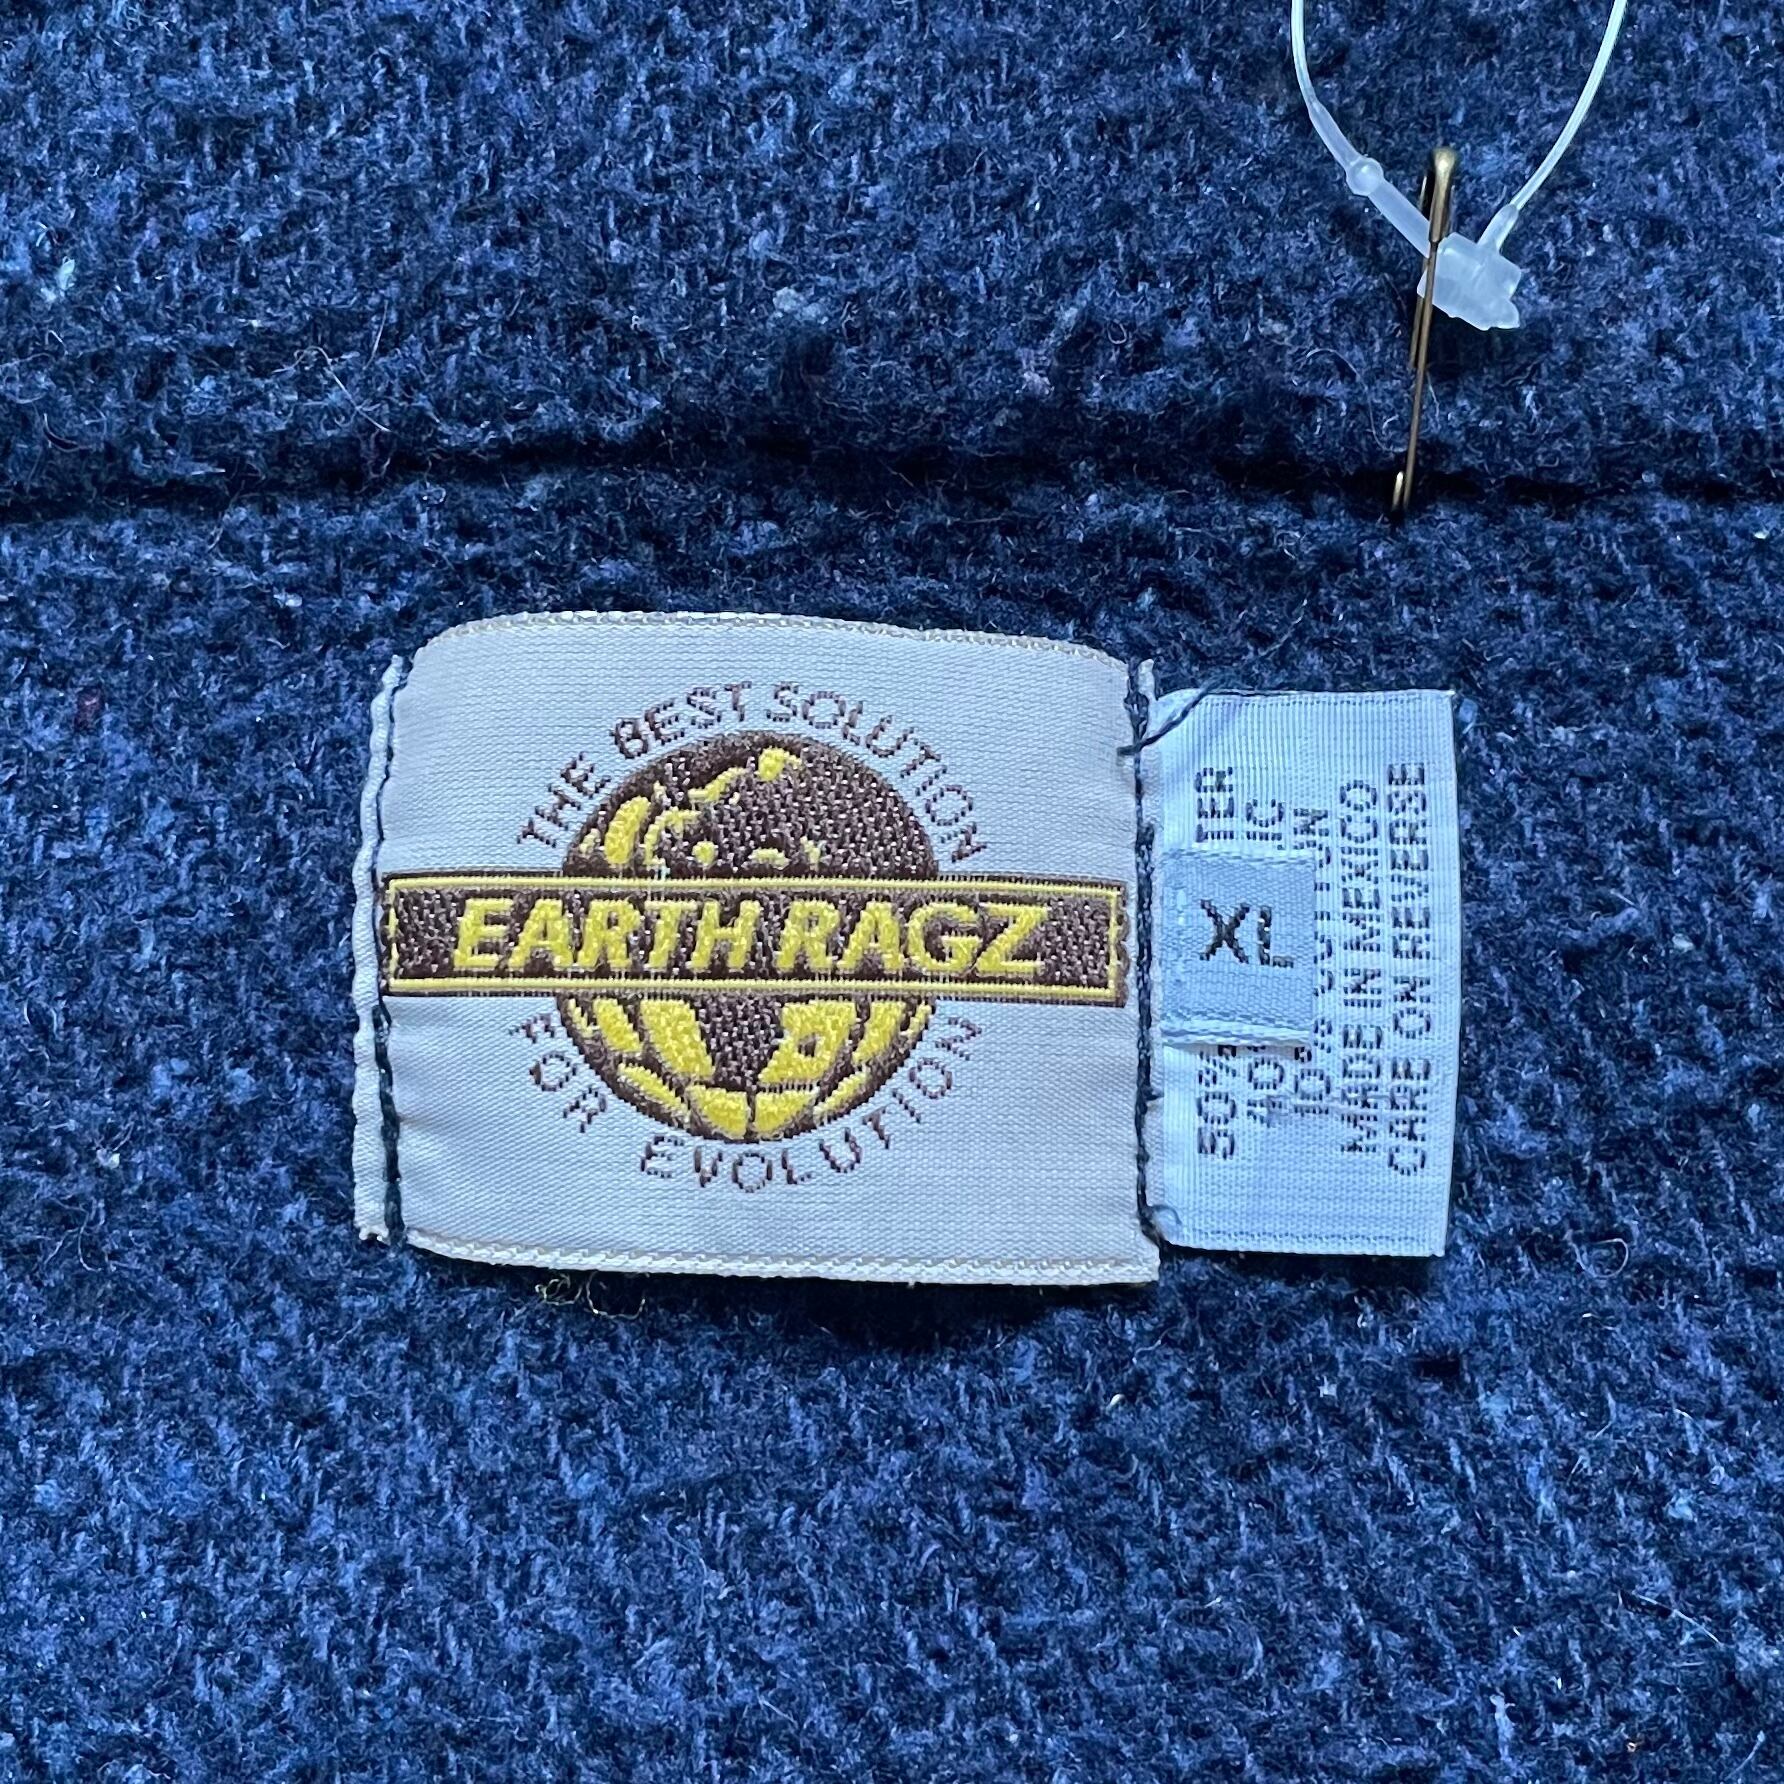 THE BEST SOLUTION
EARTH RAGZ
FOR EVOLUTION
XL
MADE IN MEXICO
CARE ON REVERSE